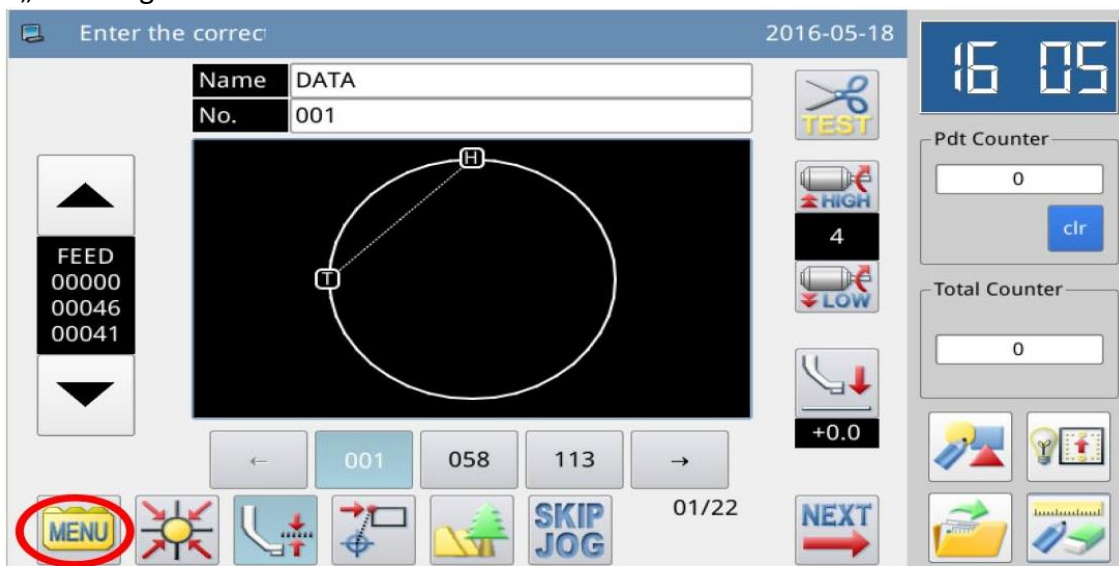 Enter the correct 2016-05-18
16 05
Name DATA
No. 001
TEST
Pdt Counter
0
clr
HIGH
4
LOW
H
T
FEED
00000
00046
00041
Total Counter
0
+0.0
← 001 058 113 →
01/22
MENU
SKIP
JOG
NEXT